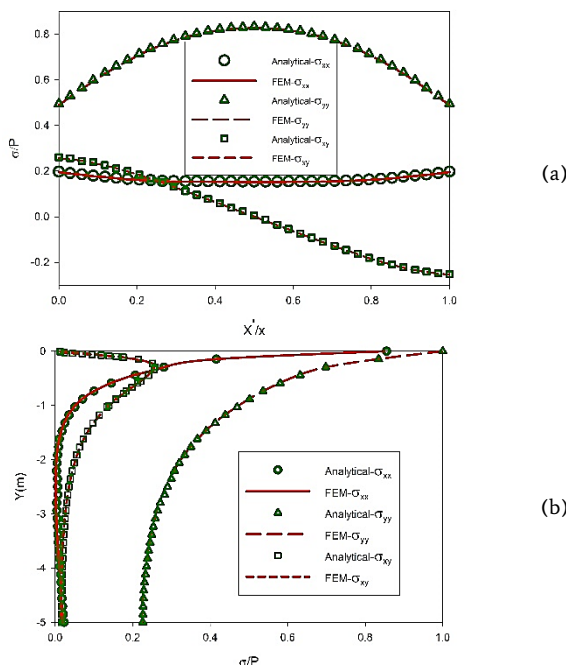 0.8
0.6
0.4
0.2
0.0
-0.2
σ/P
Analytical-σxx
FEM-σxx
Analytical-σyy
FEM-σyy
Analytical-σxy
FEM-σxy
0.0 0.2 0.4 0.6 0.8 1.0
X*/x
(a)
0
-1
-2
-3
-4
-5
Y(m)
Analytical-σxx
FEM-σxx
Analytical-σyy
FEM-σyy
Analytical-σxy
FEM-σxy
0.0 0.2 0.4 0.6 0.8 1.0
σ/P
(b)